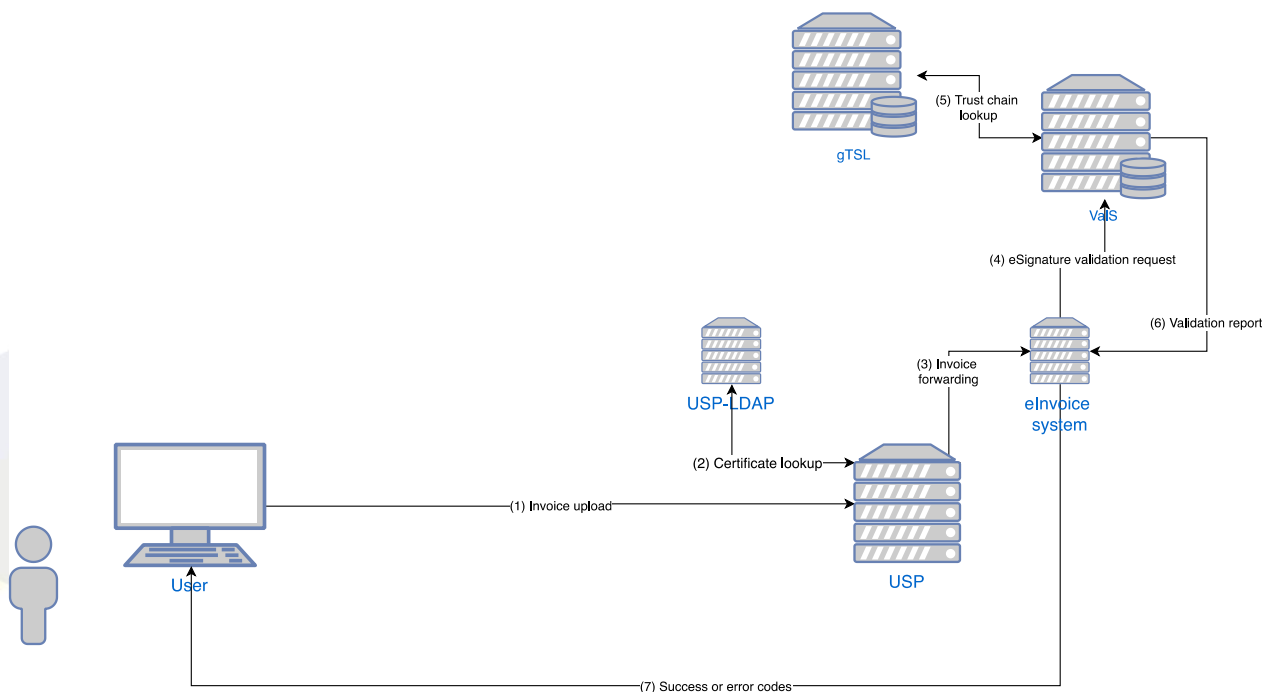 gTSL
(5) Trust chain
lookup
ValS
(4) eSignature validation request
(6) Validation report
USP-LDAP
(3) Invoice
forwarding
eInvoice
system
(2) Certificate lookup
(1) Invoice upload
User
USP
(7) Success or error codes